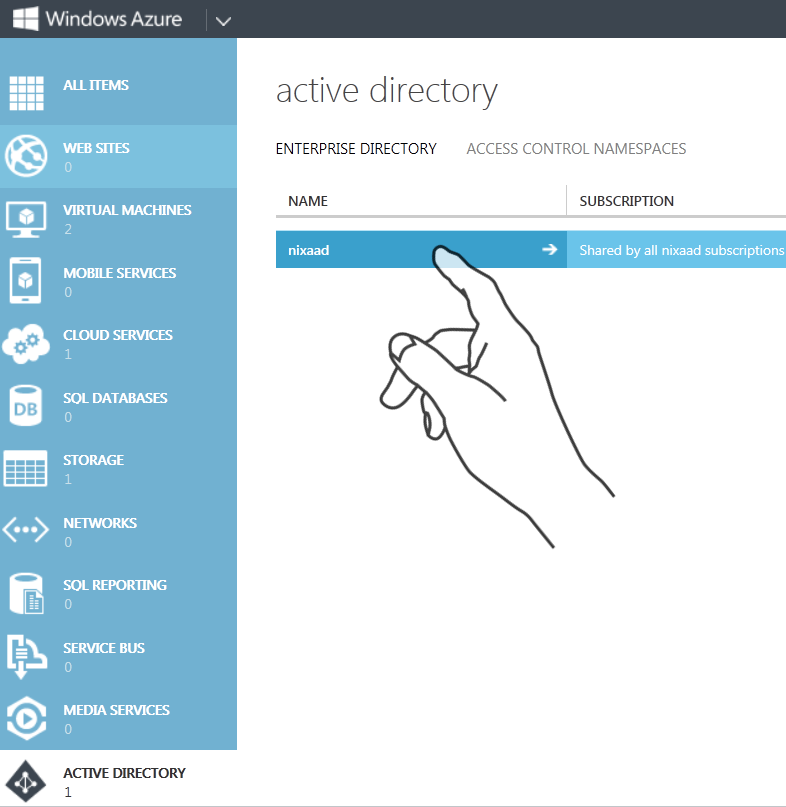 Windows Azure
ALL ITEMS
WEB SITES
0
VIRTUAL MACHINES
2
MOBILE SERVICES
0
CLOUD SERVICES
1
SQL DATABASES
0
DB
STORAGE
1
NETWORKS
0
SQL REPORTING
0
SERVICE BUS
0
MEDIA SERVICES
0
ACTIVE DIRECTORY
1
active directory
ENTERPRISE DIRECTORY ACCESS CONTROL NAMESPACES
NAME SUBSCRIPTION
nixaad Shared by all nixaad subscriptions